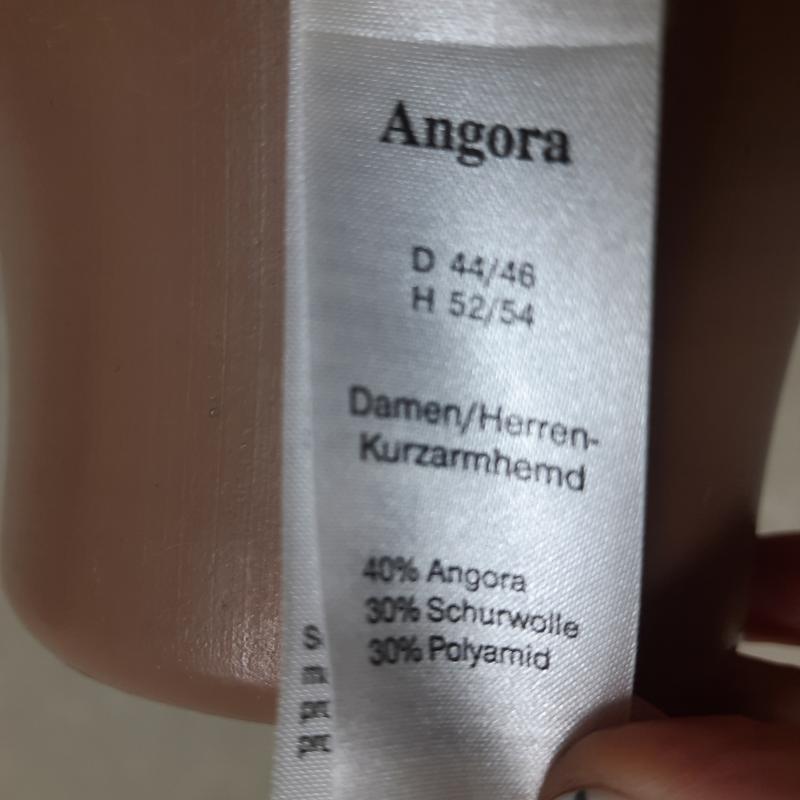 Angora
D 44/46
H 52/54
Damen/Herren-
Kurzarmhemd
40% Angora
30% Schurwolle
30% Polyamid